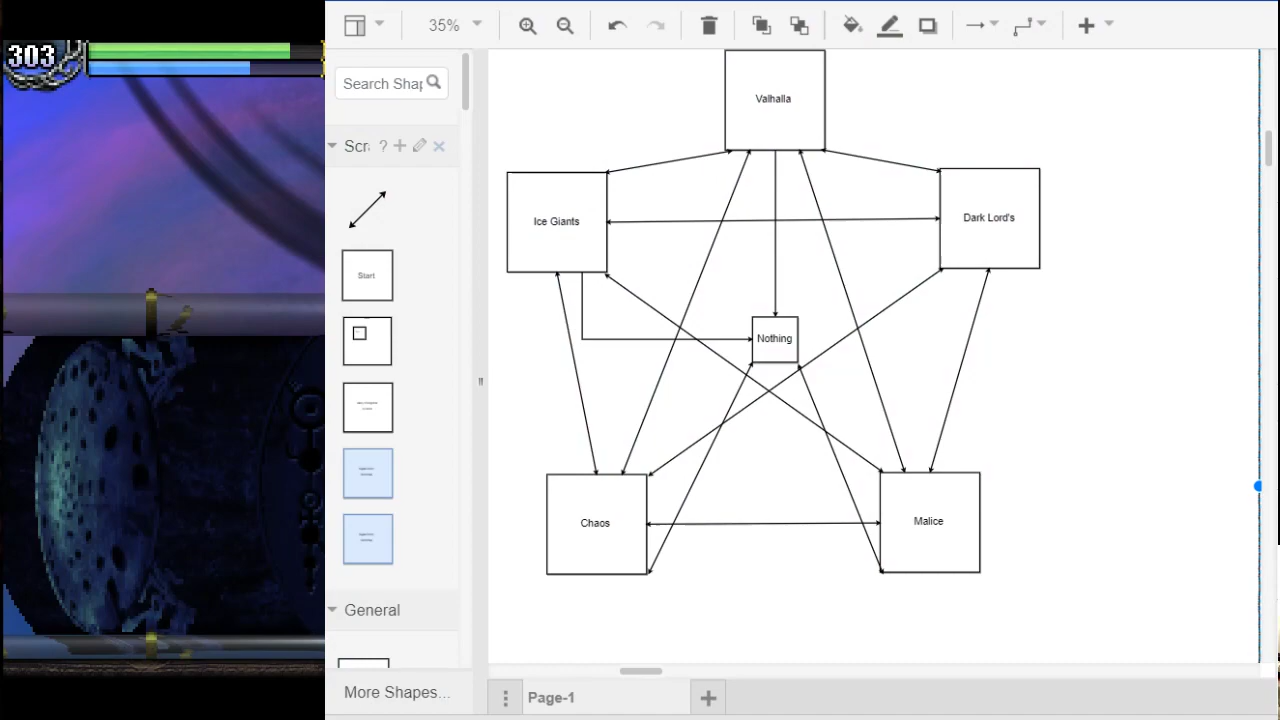 303
35%
Search Shap
Scr
?
Start
General
More Shapes...
Valhalla
Ice Giants
Dark Lord's
Nothing
Chaos
Malice
Page-1